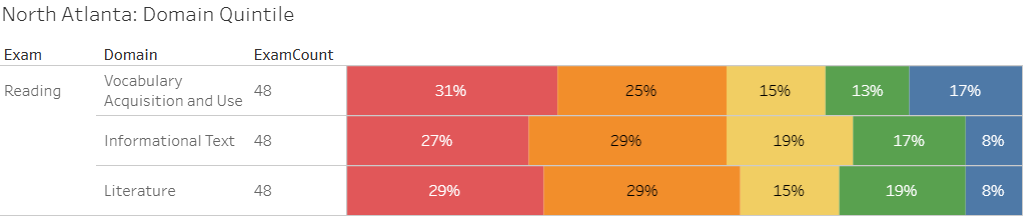 North Atlanta: Domain Quintile
Exam Domain ExamCount
Reading Vocabulary Acquisition and Use 48 31% 25% 15% 13% 17%
Informational Text 48 27% 29% 19% 17% 8%
Literature 48 29% 29% 15% 19% 8%